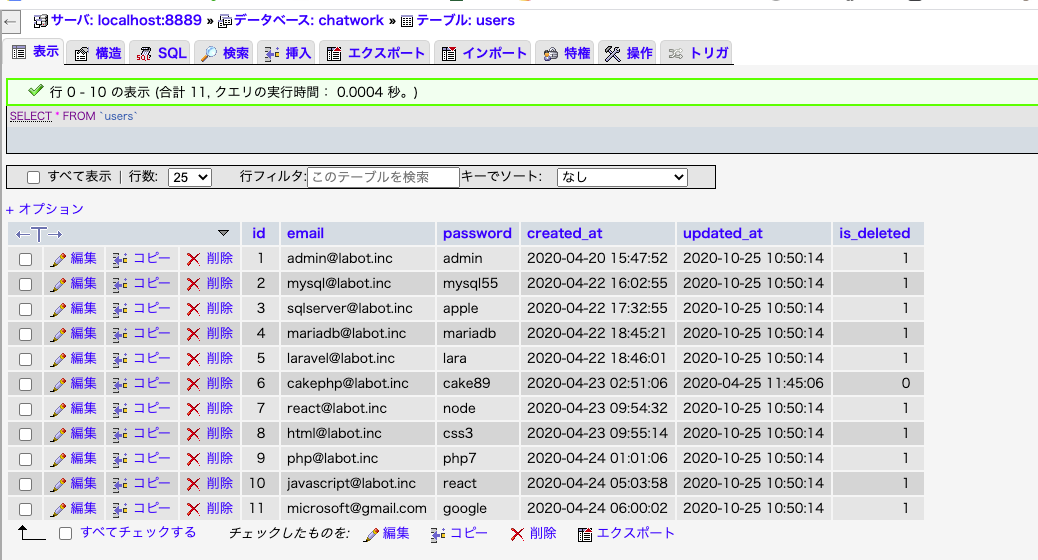 ← サーバ: localhost:8889 » データベース: chatwork » テーブル: users
表示 構造 SQL 検索 挿入 エクスポート インポート 特権 操作 トリガ
行 0 - 10 の表示 (合計 11, クエリの実行時間： 0.0004 秒。)
SELECT * FROM `users`
すべて表示 | 行数: 25 行フィルタ: このテーブルを検索 キーでソート: なし
+ オプション
←T→ ▼ id email password created_at updated_at is_deleted
編集 コピー 削除 1 admin@labot.inc admin 2020-04-20 15:47:52 2020-10-25 10:50:14 1
編集 コピー 削除 2 mysql@labot.inc mysql55 2020-04-22 16:02:55 2020-10-25 10:50:14 1
編集 コピー 削除 3 sqlserver@labot.inc apple 2020-04-22 17:32:55 2020-10-25 10:50:14 1
編集 コピー 削除 4 mariadb@labot.inc mariadb 2020-04-22 18:45:21 2020-10-25 10:50:14 1
編集 コピー 削除 5 laravel@labot.inc lara 2020-04-22 18:46:01 2020-10-25 10:50:14 1
編集 コピー 削除 6 cakephp@labot.inc cake89 2020-04-23 02:51:06 2020-04-25 11:45:06 0
編集 コピー 削除 7 react@labot.inc node 2020-04-23 09:54:32 2020-10-25 10:50:14 1
編集 コピー 削除 8 html@labot.inc css3 2020-04-23 09:55:14 2020-10-25 10:50:14 1
編集 コピー 削除 9 php@labot.inc php7 2020-04-24 01:01:06 2020-10-25 10:50:14 1
編集 コピー 削除 10 javascript@labot.inc react 2020-04-24 05:03:58 2020-10-25 10:50:14 1
編集 コピー 削除 11 microsoft@gmail.com google 2020-04-24 06:00:02 2020-10-25 10:50:14 1
すべてチェックする チェックしたものを: 編集 コピー 削除 エクスポート